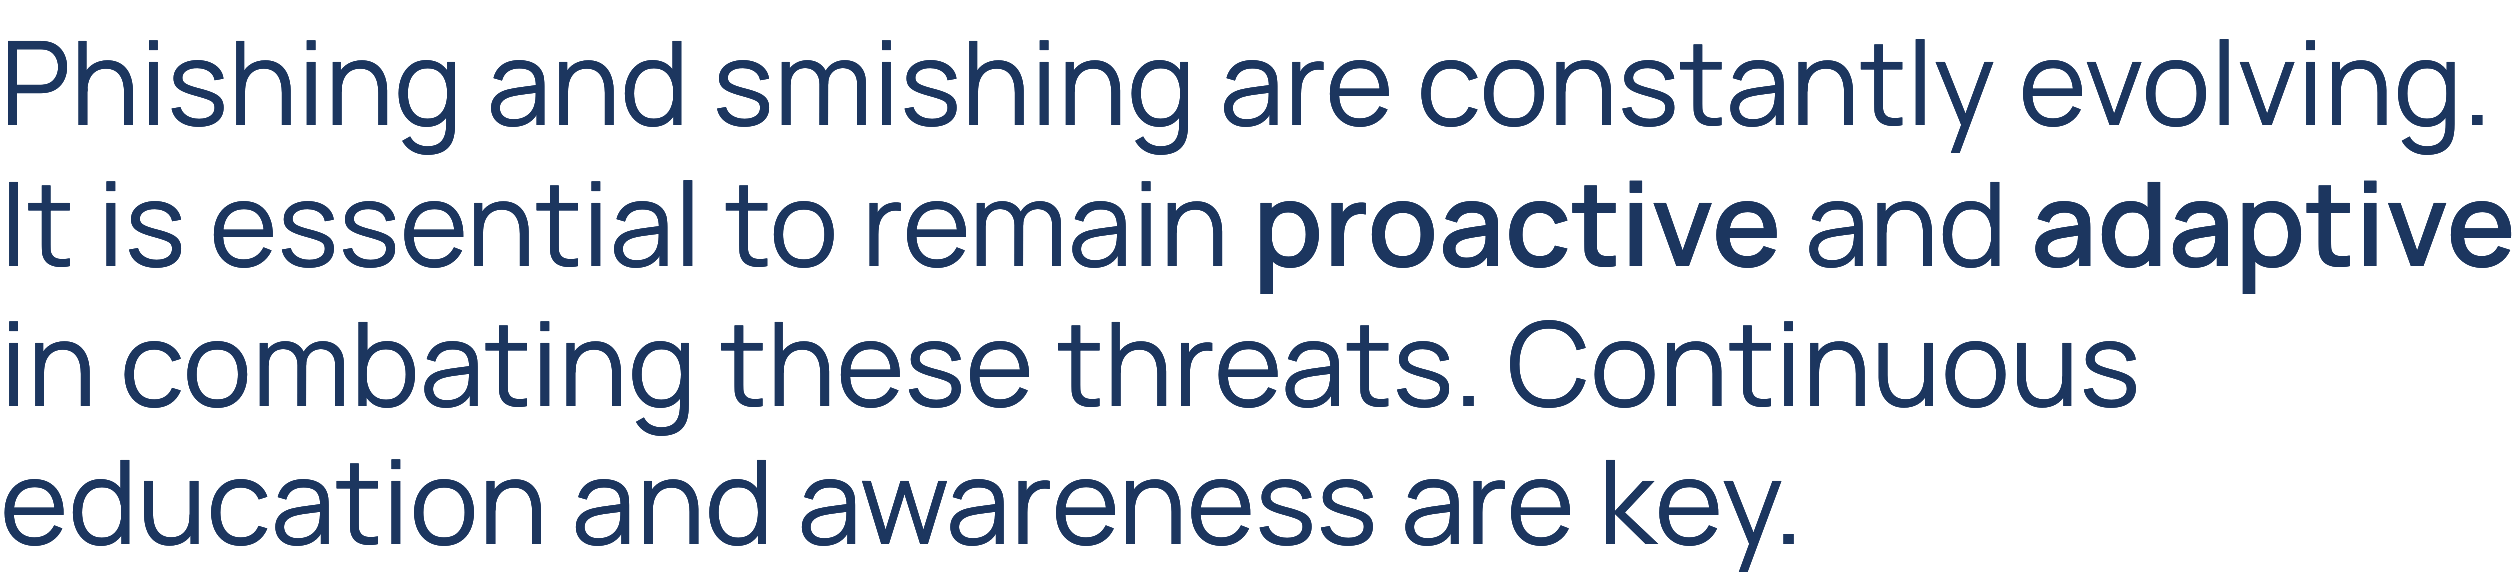 Phishing and smishing are constantly evolving.
It is essential to remain proactive and adaptive
in combating these threats. Continuous
education and awareness are key.